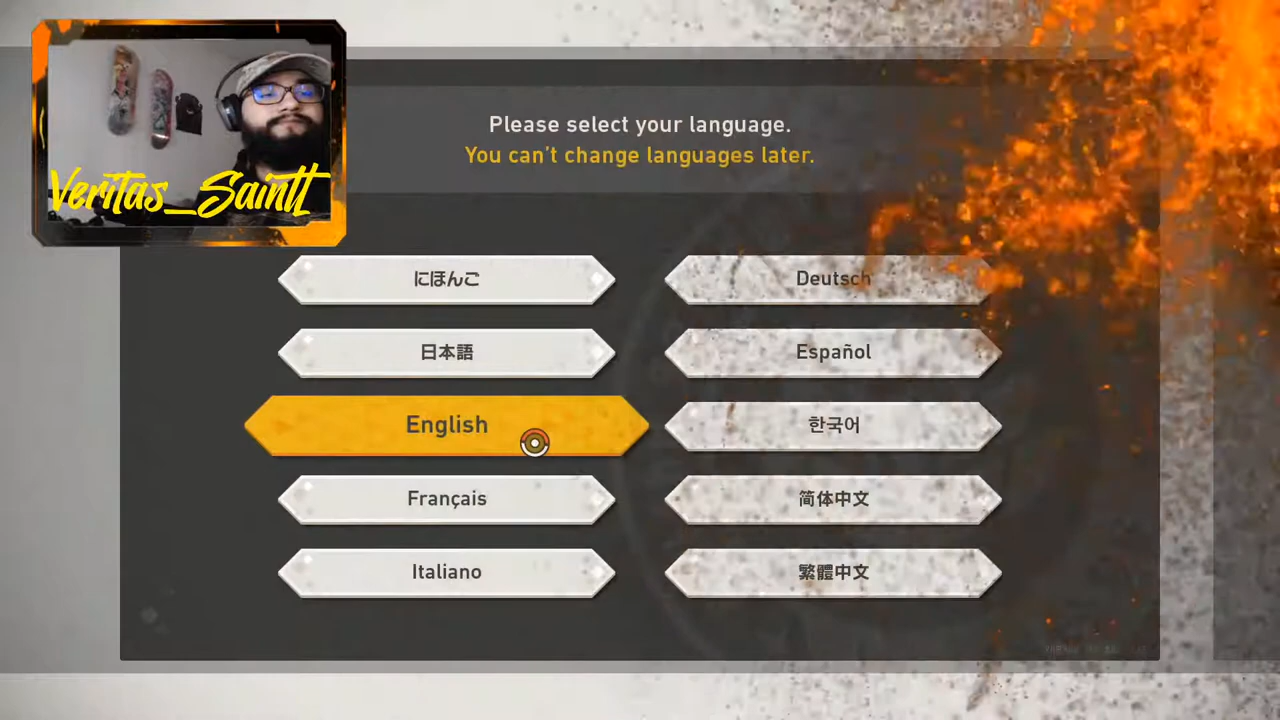 Please select your language.
You can't change languages later.
Veritas_Saintt
にほんご
Deutsch
日本語
Español
English
한국어
Français
简体中文
Italiano
繁體中文